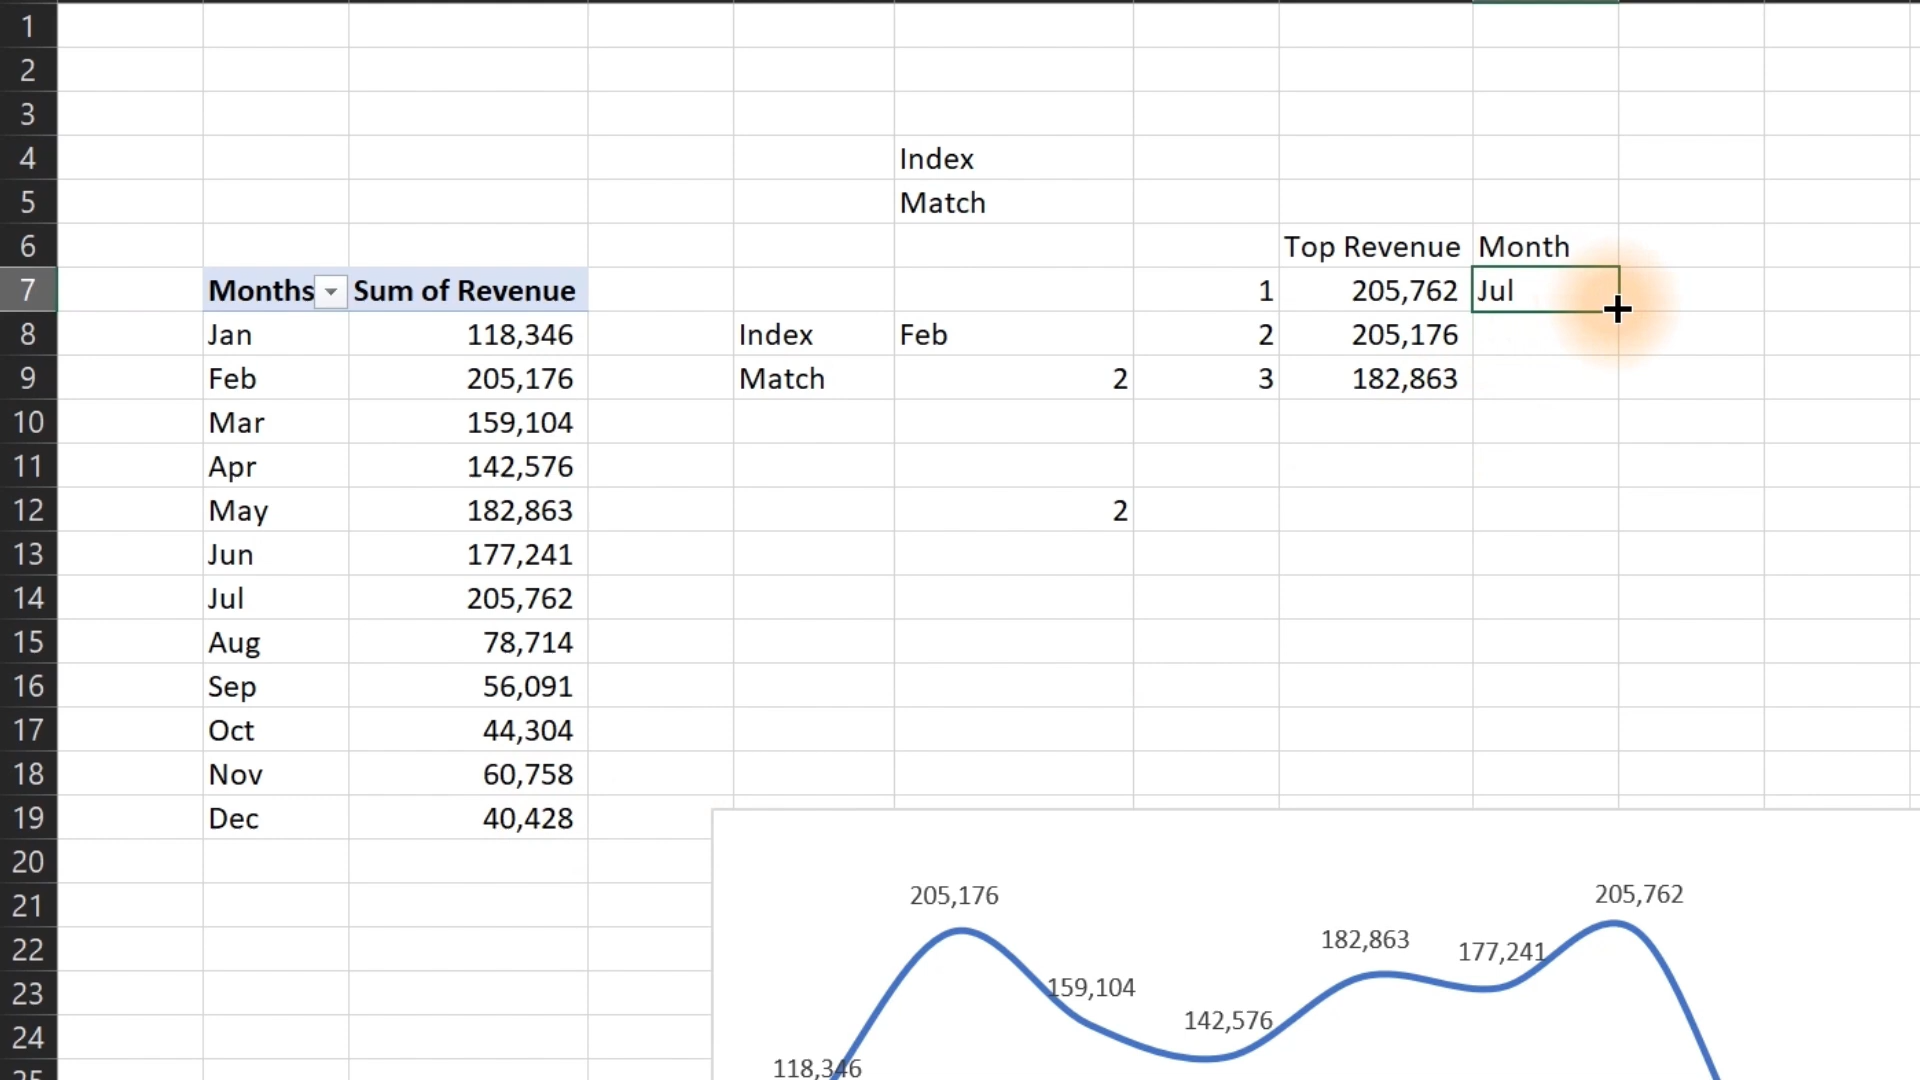 1
2
3
4 Index
5 Match
6 Top Revenue Month
7 Months Sum of Revenue 1 205,762 Jul
8 Jan 118,346 Index Feb 2 205,176
9 Feb 205,176 Match 2 3 182,863
10 Mar 159,104
11 Apr 142,576
12 May 182,863 2
13 Jun 177,241
14 Jul 205,762
15 Aug 78,714
16 Sep 56,091
17 Oct 44,304
18 Nov 60,758
19 Dec 40,428
20
21 205,176 205,762
22 182,863 177,241
23 159,104
24 142,576
25 118,346